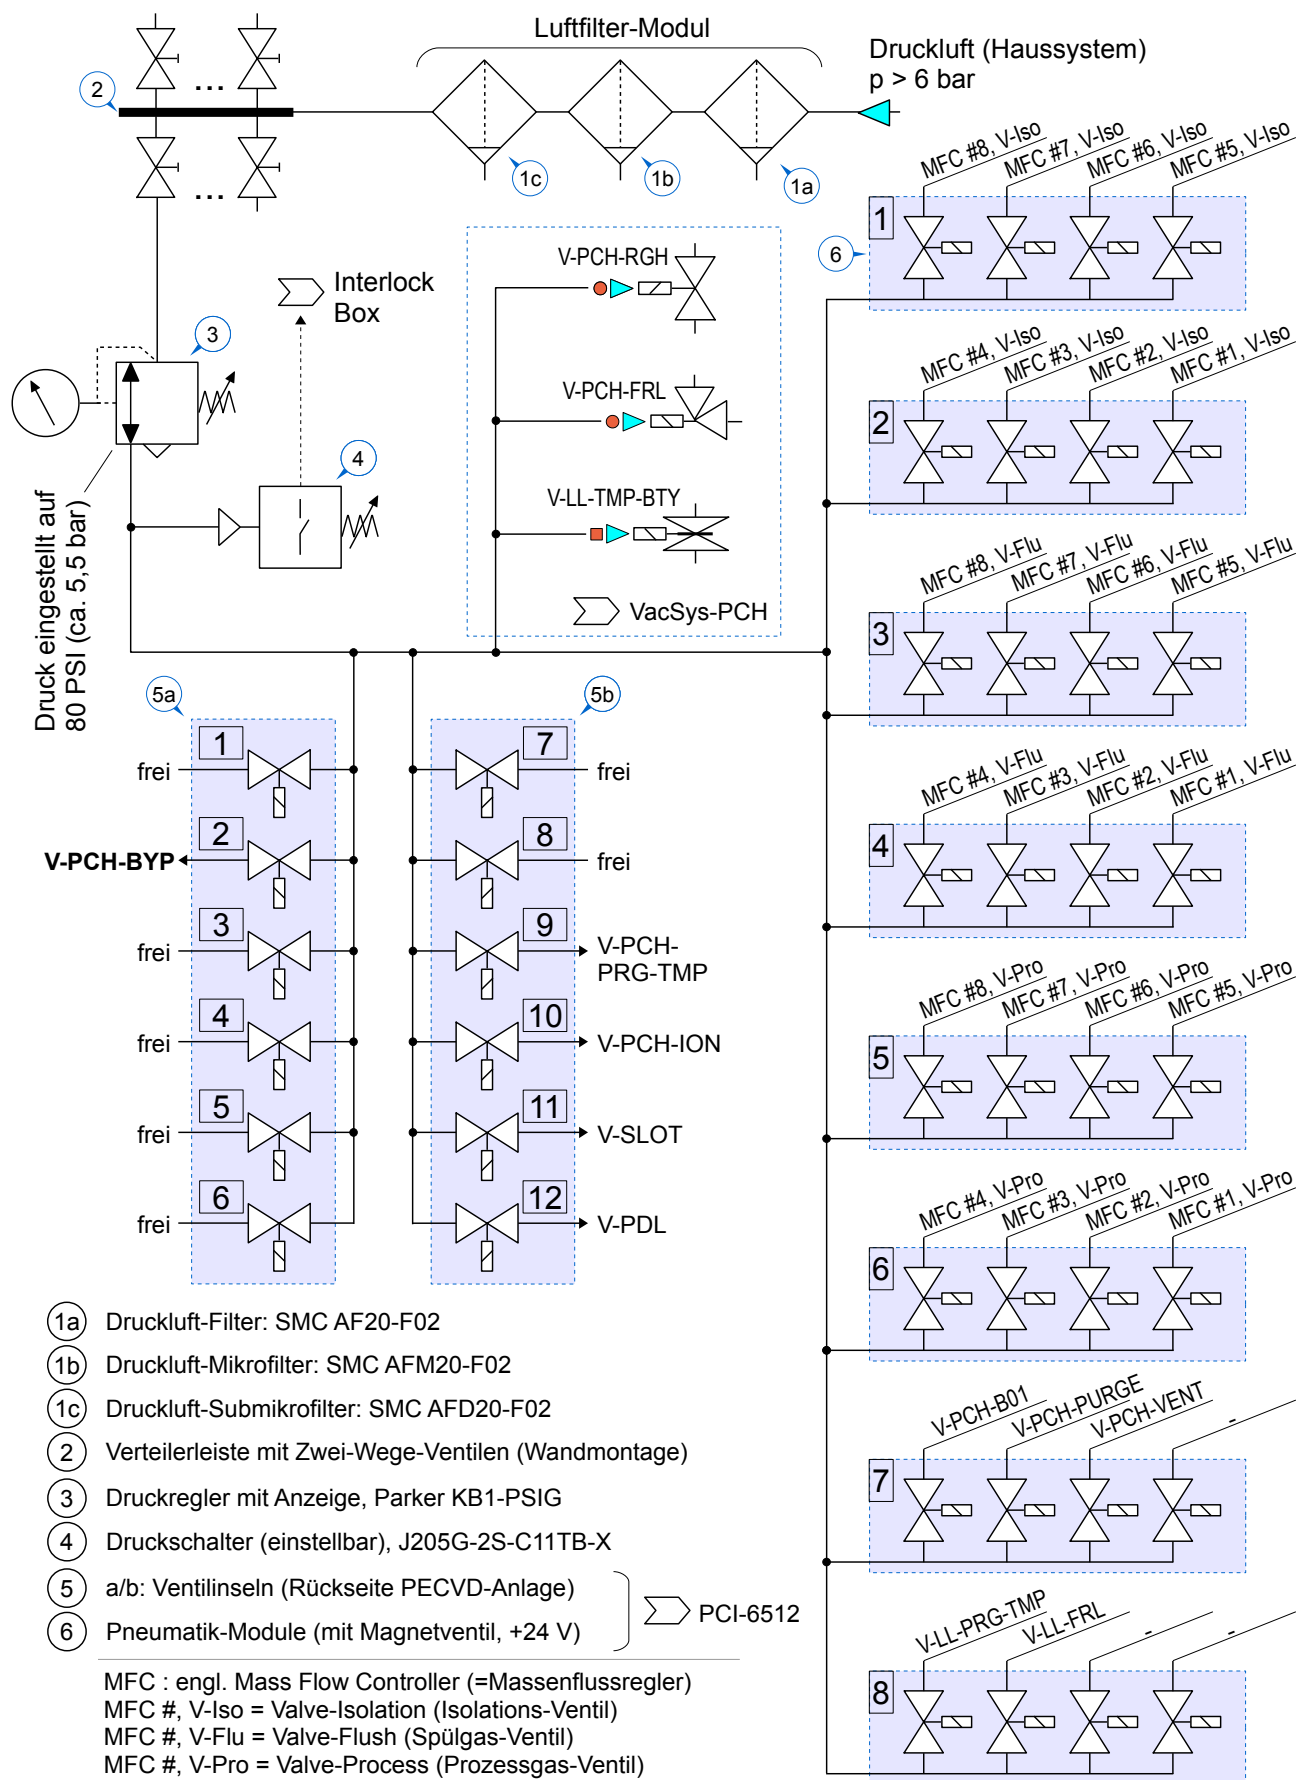 Luftfilter-Modul
Druckluft (Haussystem)
p > 6 bar
2
...
...
1c
1b
1a
MFC #8, V-Iso
MFC #7, V-Iso
MFC #6, V-Iso
MFC #5, V-Iso
1
6
V-PCH-RGH
Interlock
Box
3
MFC #4, V-Iso
MFC #3, V-Iso
MFC #2, V-Iso
MFC #1, V-Iso
2
V-PCH-FRL
4
V-LL-TMP-BTY
Druck eingestellt auf
80 PSI (ca. 5,5 bar)
VacSys-PCH
MFC #8, V-Flu
MFC #7, V-Flu
MFC #6, V-Flu
MFC #5, V-Flu
3
5a
5b
1
frei
7
frei
2
V-PCH-BYP
8
frei
3
frei
9
V-PCH-
PRG-TMP
4
frei
10
V-PCH-ION
5
frei
11
V-SLOT
6
frei
12
V-PDL
MFC #4, V-Flu
MFC #3, V-Flu
MFC #2, V-Flu
MFC #1, V-Flu
4
MFC #8, V-Pro
MFC #7, V-Pro
MFC #6, V-Pro
MFC #5, V-Pro
5
MFC #4, V-Pro
MFC #3, V-Pro
MFC #2, V-Pro
MFC #1, V-Pro
6
V-PCH-B01
V-PCH-PURGE
V-PCH-VENT
-
7
V-LL-PRG-TMP
V-LL-FRL
-
-
8
1a Druckluft-Filter: SMC AF20-F02
1b Druckluft-Mikrofilter: SMC AFM20-F02
1c Druckluft-Submikrofilter: SMC AFD20-F02
2 Verteilerleiste mit Zwei-Wege-Ventilen (Wandmontage)
3 Druckregler mit Anzeige, Parker KB1-PSIG
4 Druckschalter (einstellbar), J205G-2S-C11TB-X
5 a/b: Ventilinseln (Rückseite PECVD-Anlage)
6 Pneumatik-Module (mit Magnetventil, +24 V)
PCI-6512
MFC : engl. Mass Flow Controller (=Massenflussregler)
MFC #, V-Iso = Valve-Isolation (Isolations-Ventil)
MFC #, V-Flu = Valve-Flush (Spülgas-Ventil)
MFC #, V-Pro = Valve-Process (Prozessgas-Ventil)